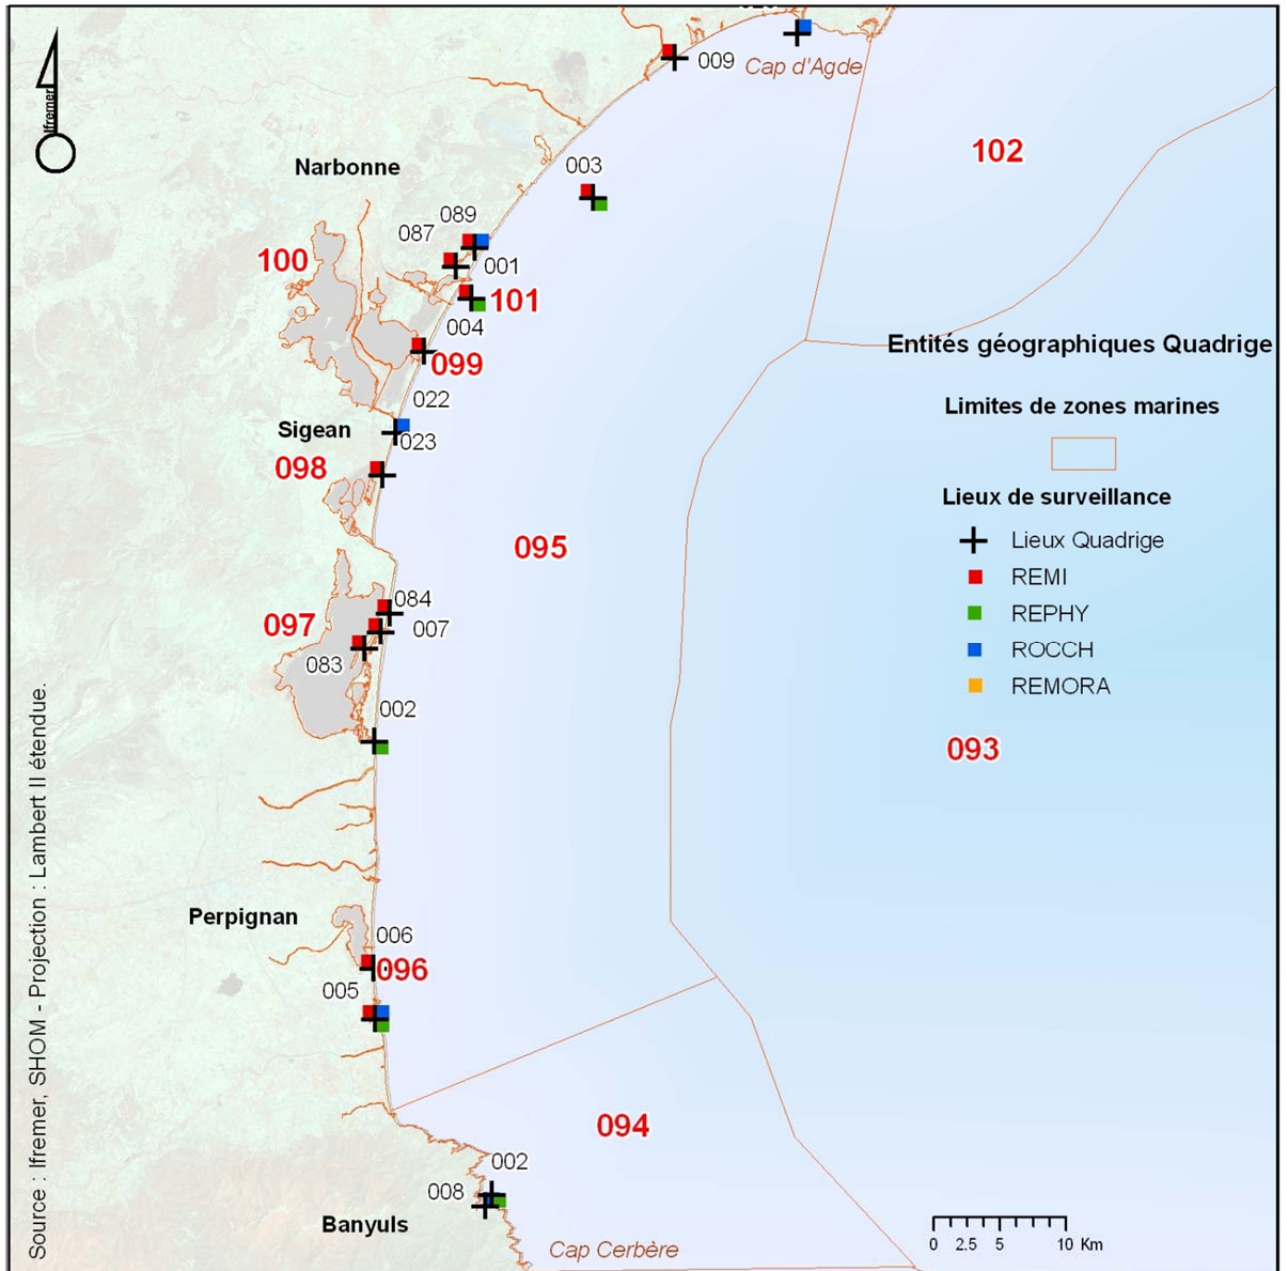 Ifremer
009
Cap d'Agde
102
003
Narbonne
089
087
100
001
101
004
099
Entités géographiques Quadrige
022
Limites de zones marines
Sigean
023
098
Lieux de surveillance
Lieux Quadrige
095
REMI
084
REPHY
097
007
083
ROCCH
REMORA
002
093
Perpignan
006
096
005
094
002
008
Banyuls
Cap Cerbère
0 2.5 5 10 Km
Source : Ifremer, SHOM - Projection : Lambert II étendue.